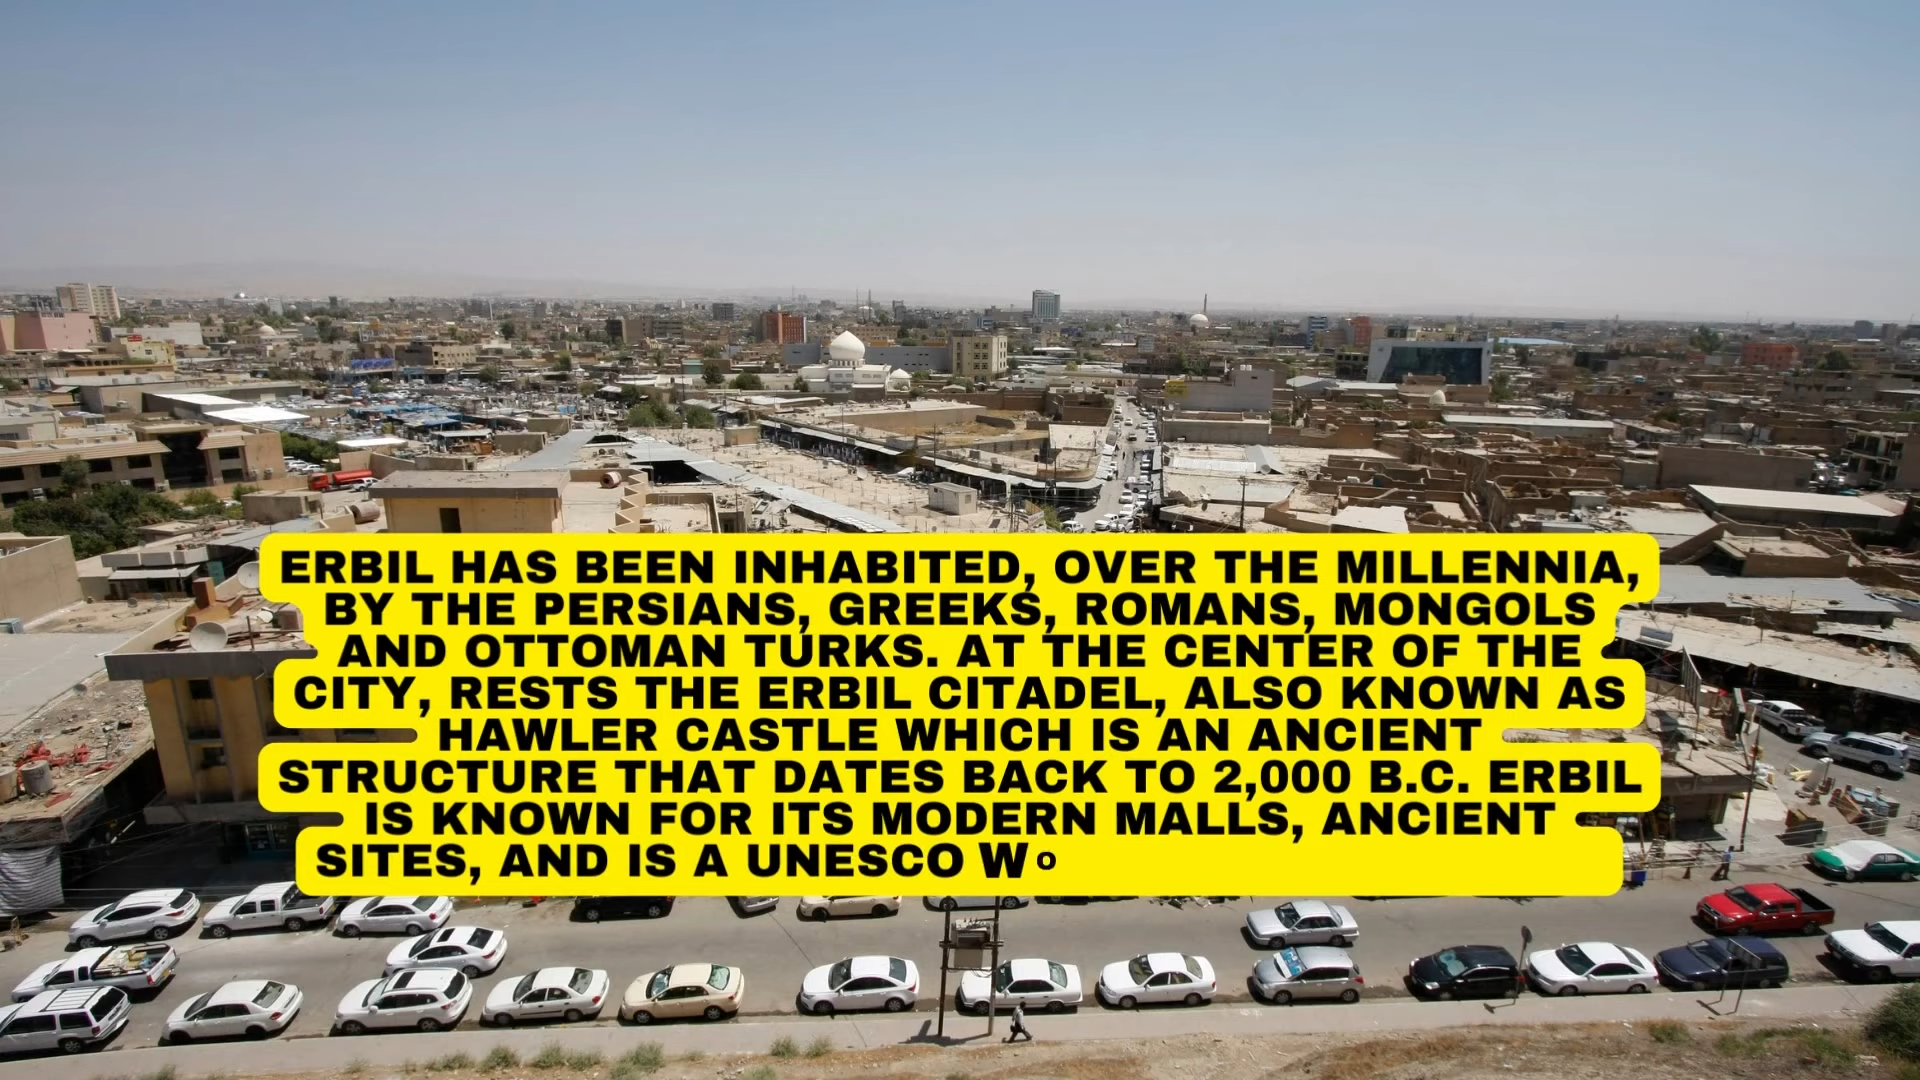 ERBIL HAS BEEN INHABITED, OVER THE MILLENNIA,
BY THE PERSIANS, GREEKS, ROMANS, MONGOLS
AND OTTOMAN TURKS. AT THE CENTER OF THE
CITY, RESTS THE ERBIL CITADEL, ALSO KNOWN AS
HAWLER CASTLE WHICH IS AN ANCIENT
STRUCTURE THAT DATES BACK TO 2,000 B.C. ERBIL
IS KNOWN FOR ITS MODERN MALLS, ANCIENT
SITES, AND IS A UNESCO WO